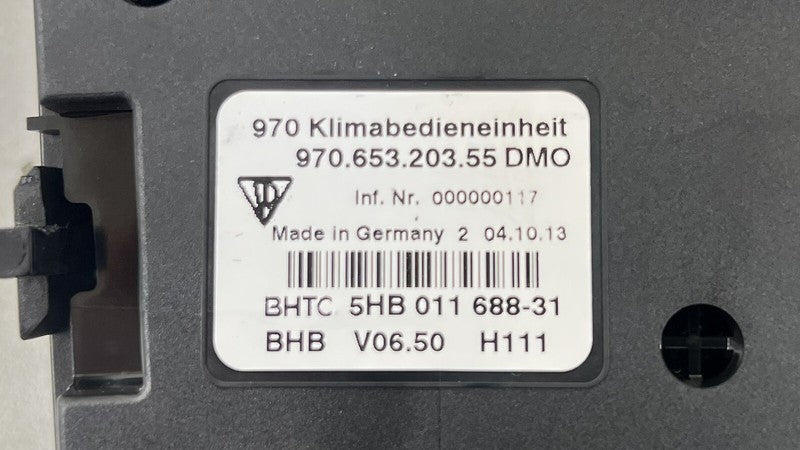 970 Klimabedieneinheit
970.653.203.55 DMO
Inf. Nr. 000000117
Made in Germany 2 04.10.13
BHTC 5HB 011 688-31
BHB V06.50 H111